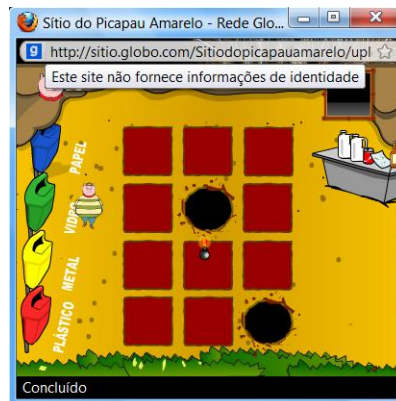 Sítio do Picapau Amarelo - Rede Glo...
g http://sitio.globo.com/Sitiodopicapauamarelo/upl
Este site não fornece informações de identidade
PAPEL
VIDRO
METAL
PLÁSTICO
Concluído